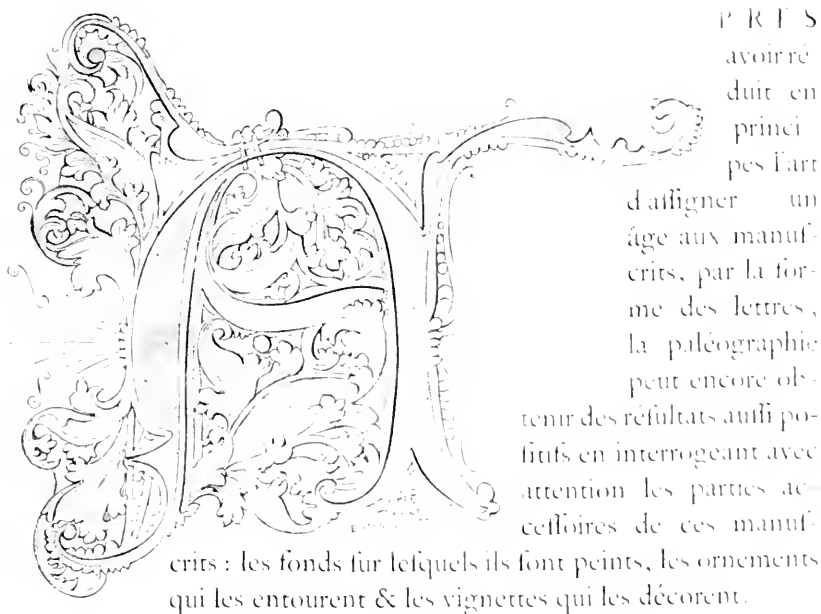 APRES
avoir ré
duit en
princi
pes l'art
d'aſſigner un
âge aux manuſ-
crits, par la for-
me des lettres,
la paléographie
peut encore ob-
tenir des réſultats auſſi po-
ſitifs en interrogeant avec
attention les parties ac-
ceſſoires de ces manuſ-
crits : les fonds ſur leſquels ils ſont peints, les ornements
qui les entourent & les vignettes qui les décorent.